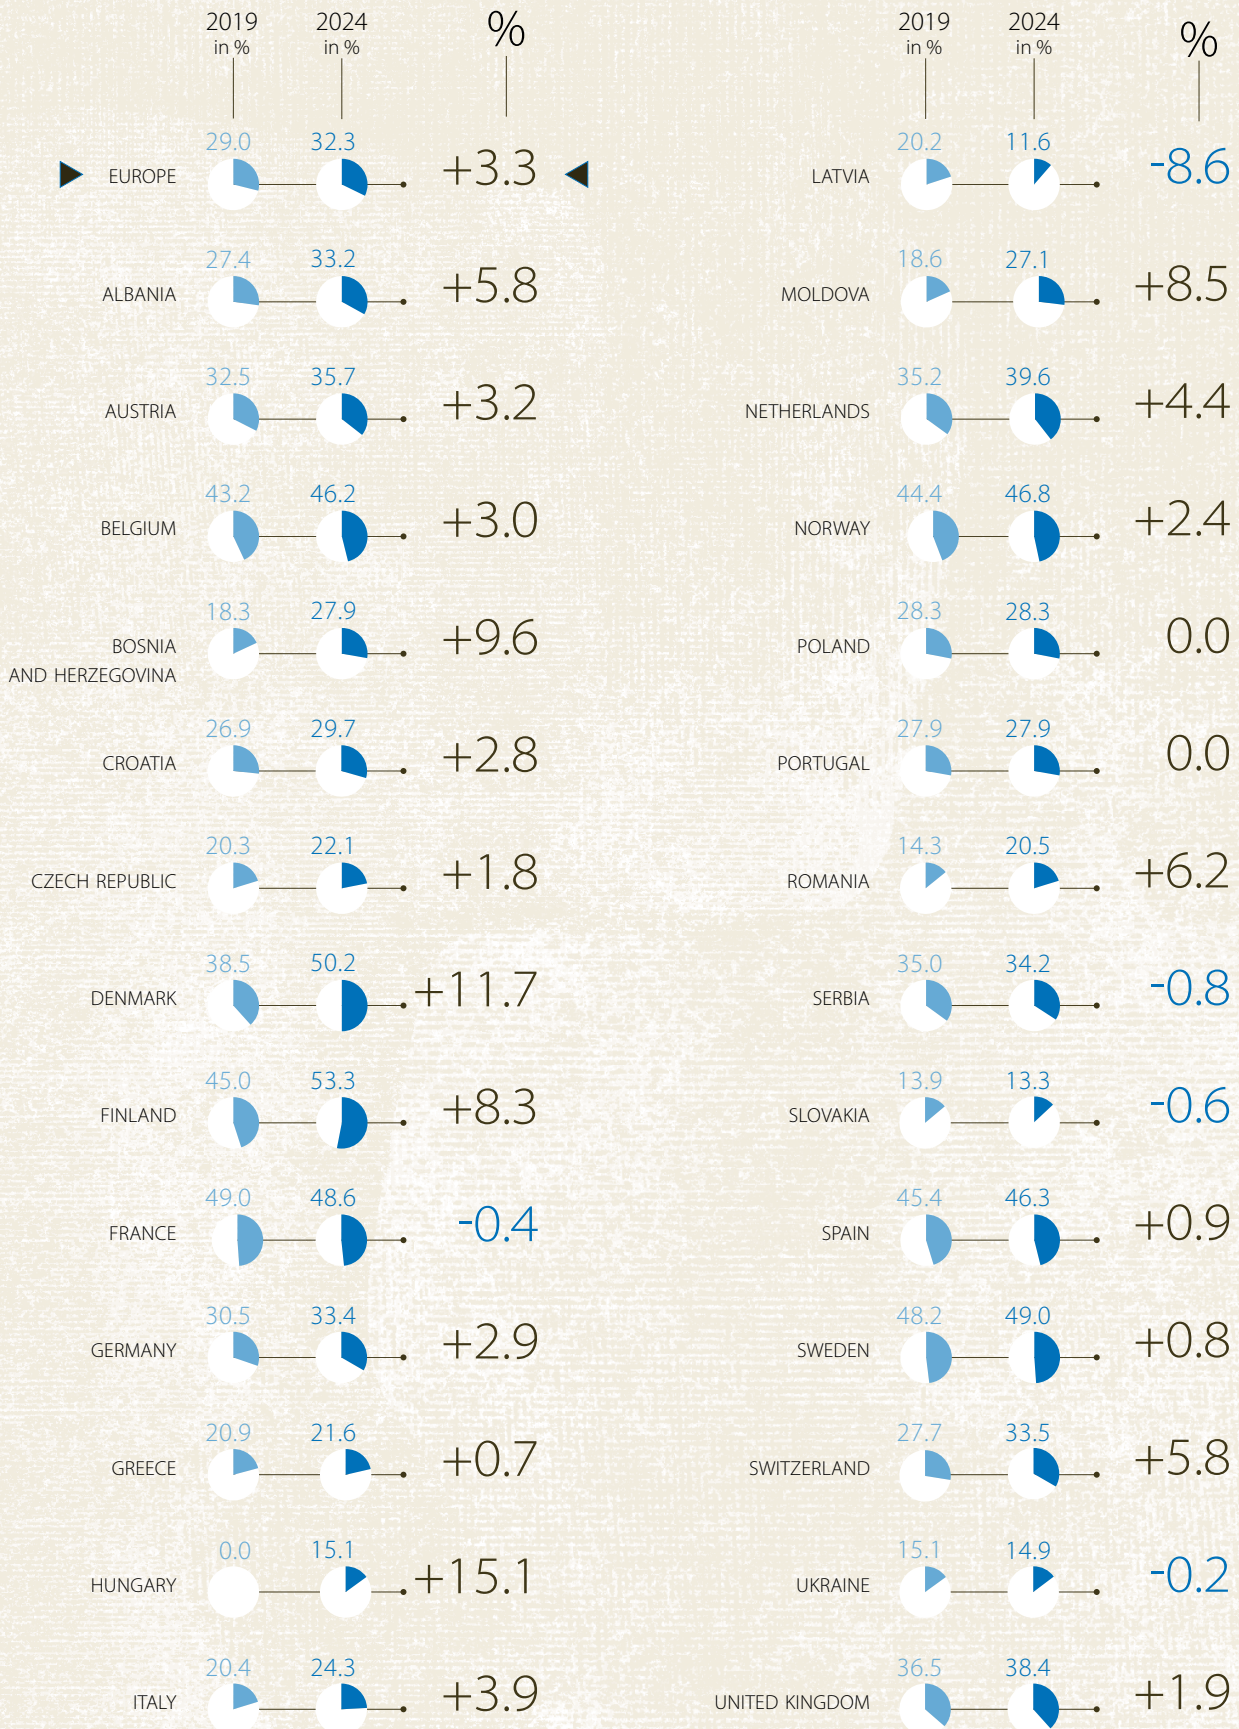 2019 2024 %
in % in %
29.0 32.3
EUROPE +3.3
27.4 33.2
ALBANIA +5.8
32.5 35.7
AUSTRIA +3.2
43.2 46.2
BELGIUM +3.0
18.3 27.9
BOSNIA +9.6
AND HERZEGOVINA
26.9 29.7
CROATIA +2.8
20.3 22.1
CZECH REPUBLIC +1.8
38.5 50.2
DENMARK +11.7
45.0 53.3
FINLAND +8.3
49.0 48.6
FRANCE -0.4
30.5 33.4
GERMANY +2.9
20.9 21.6
GREECE +0.7
0.0 15.1
HUNGARY +15.1
20.4 24.3
ITALY +3.9
2019 2024 %
in % in %
20.2 11.6
LATVIA -8.6
18.6 27.1
MOLDOVA +8.5
35.2 39.6
NETHERLANDS +4.4
44.4 46.8
NORWAY +2.4
28.3 28.3
POLAND 0.0
27.9 27.9
PORTUGAL 0.0
14.3 20.5
ROMANIA +6.2
35.0 34.2
SERBIA -0.8
13.9 13.3
SLOVAKIA -0.6
45.4 46.3
SPAIN +0.9
48.2 49.0
SWEDEN +0.8
27.7 33.5
SWITZERLAND +5.8
15.1 14.9
UKRAINE -0.2
36.5 38.4
UNITED KINGDOM +1.9